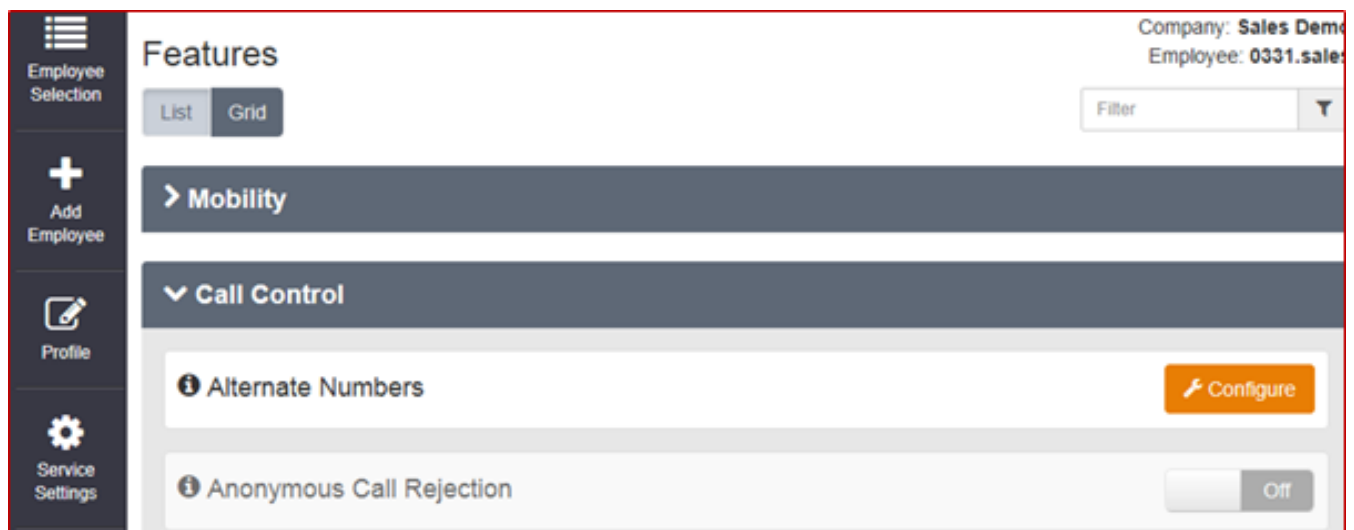 Employee
Selection
Add
Employee
Profile
Service
Settings
Features
Company: Sales Demo
Employee: 0331.sales
List
Grid
Filter
Mobility
Call Control
Alternate Numbers
Configure
Anonymous Call Rejection
Off